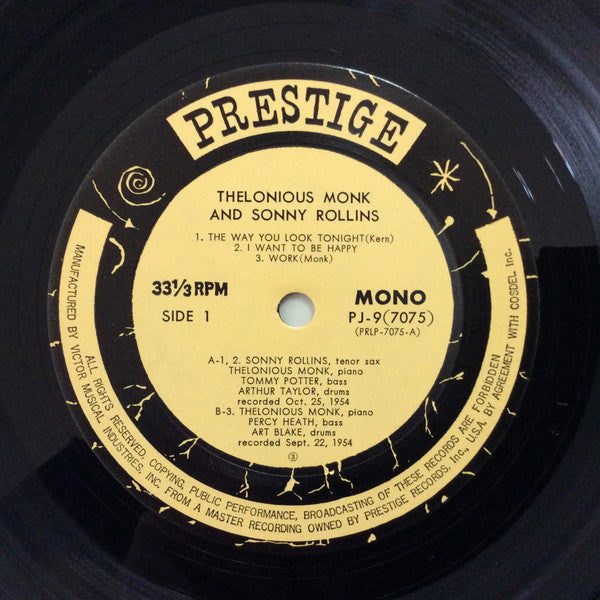 PRESTIGE
THELONIOUS MONK
AND SONNY ROLLINS
1. THE WAY YOU LOOK TONIGHT(Kern)
2. I WANT TO BE HAPPY
3. WORK(Monk)
33⅓ RPM
SIDE 1
MONO
PJ-9(7075)
(PRLP-7075-A)
A-1, 2. SONNY ROLLINS, tenor sax
THELONIOUS MONK, piano
TOMMY POTTER, bass
ARTHUR TAYLOR, drums
recorded Oct. 25, 1954
B-3. THELONIOUS MONK, piano
PERCY HEATH, bass
ART BLAKE, drums
recorded Sept. 22, 1954
③
ALL RIGHTS RESERVED, COPYING, PUBLIC PERFORMANCE, BROADCASTING OF THESE RECORDS ARE FORBIDDEN
MANUFACTURED BY VICTOR MUSICAL INDUSTRIES, INC. FROM A MASTER RECORDING OWNED BY PRESTIGE RECORDS, Inc., U.S.A. BY AGREEMENT WITH COSDEL Inc.